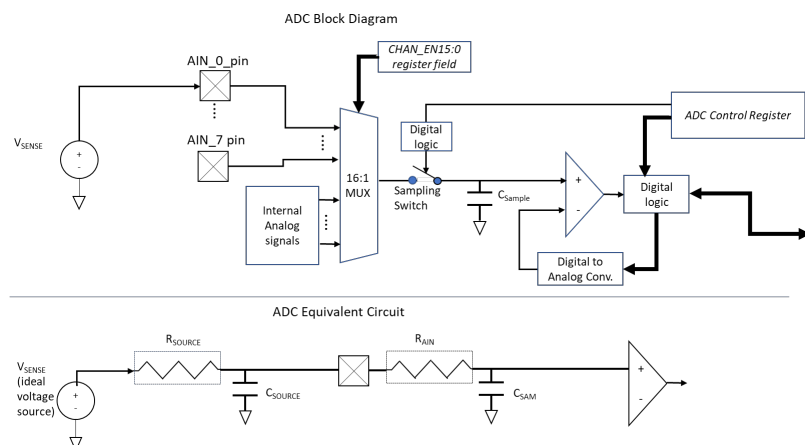 ADC Block Diagram
CHAN_EN15:0
register field
AIN_0_pin
ADC Control Register
Digital
logic
VSENSE
+
-
AIN_7 pin
16:1
MUX
Sampling
Switch
CSample
+
-
Digital
logic
Internal
Analog
signals
Digital to
Analog Conv.
ADC Equivalent Circuit
RSOURCE
RAIN
VSENSE
(ideal
voltage
source)
+
-
CSOURCE
CSAM
+
-